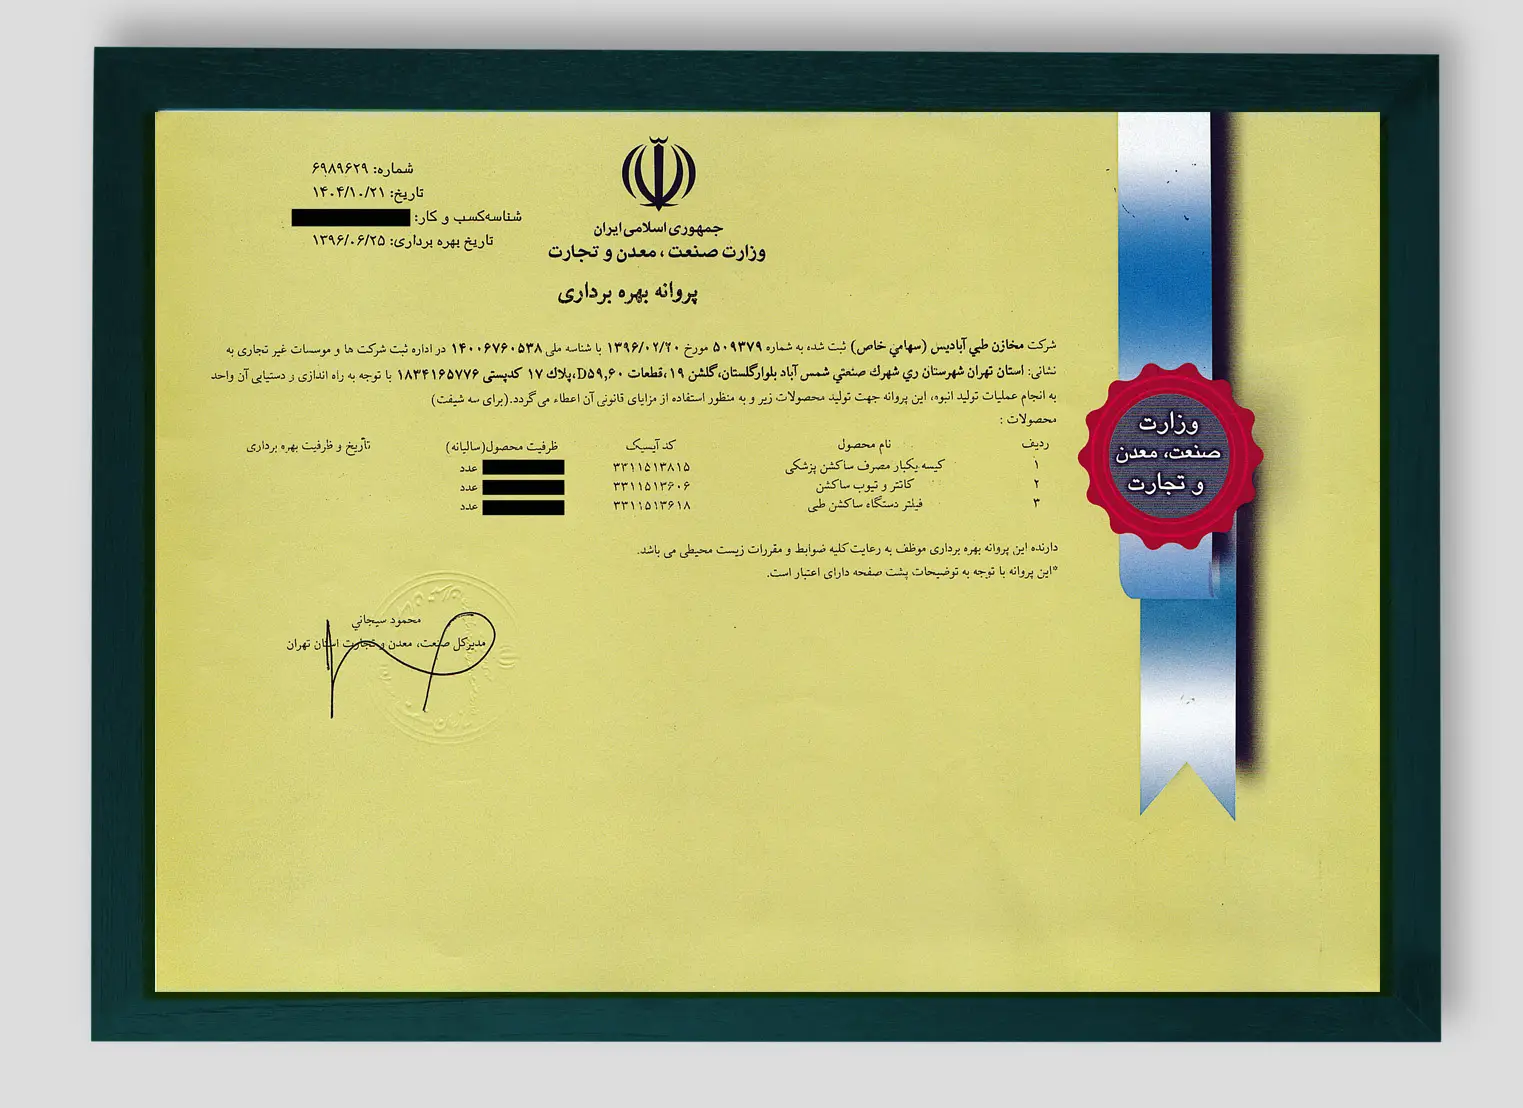 جمهوری اسلامی ایران
وزارت صنعت، معدن و تجارت
پروانه بهره برداری
شماره: ۶۹۸۹۶۲۹
تاریخ: ۱۴۰۴/۱۰/۲۱
شناسه‌کسب و کار:
تاریخ بهره برداری: ۱۳۹۶/۰۶/۲۵
شرکت مخازن طبي آباديس (سهامي خاص) ثبت شده به شماره ۵۰۹۳۷۹ مورخ ۱۳۹۶/۰۲/۲۰ با شناسه ملی ۱۴۰۰۶۷۶۰۵۳۸ در اداره ثبت شرکت ها و موسسات غیر تجاری به
نشانی: استان تهران شهرستان ري شهرك صنعتي شمس آباد بلوارگلستان،گلشن ۱۹،قطعات D۵۹,۶۰،پلاك ۱۷ کدپستی ۱۸۳۴۱۶۵۷۷۶ با توجه به راه اندازی و دستیابی آن واحد
به انجام عملیات تولید انبوه، این پروانه جهت تولید محصولات زیر و به منظور استفاده از مزایای قانونی آن اعطاء می‌گردد.(برای سه شیفت)
محصولات :
ردیف نام محصول کد آیسیک ظرفیت محصول(سالیانه) تاریخ و ظرفیت بهره برداری
۱ کیسه یکبار مصرف ساکشن پزشکی ۳۳۱۱۵۱۳۸۱۵ عدد
۲ کانتر و تیوب ساکشن ۳۳۱۱۵۱۳۶۰۶ عدد
۳ فیلتر دستگاه ساکشن طبی ۳۳۱۱۵۱۳۶۱۸ عدد
دارنده این پروانه بهره برداری موظف به رعایت کلیه ضوابط و مقررات زیست محیطی می باشد.
*این پروانه با توجه به توضیحات پشت صفحه دارای اعتبار است.
محمود سيجاني
مدیرکل صنعت، معدن و تجارت استان تهران
وزارت
صنعت، معدن
و تجارت